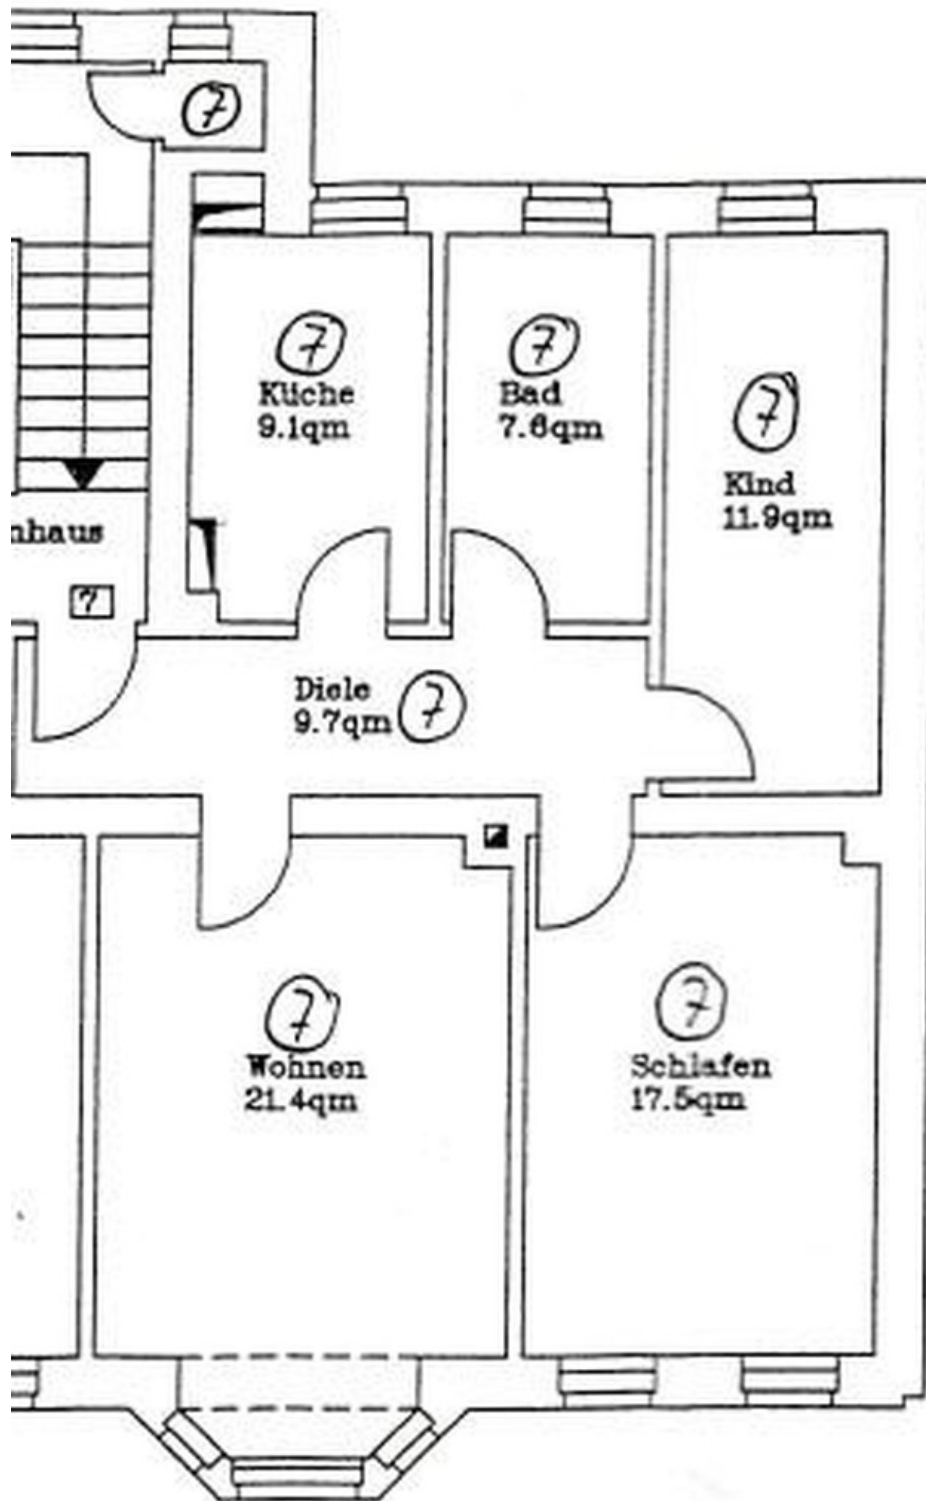 7
7
Küche
9.1qm
7
Bad
7.6qm
7
Kind
11.9qm
nhaus
7
Diele
9.7qm
7
7
Wohnen
21.4qm
7
Schlafen
17.5qm